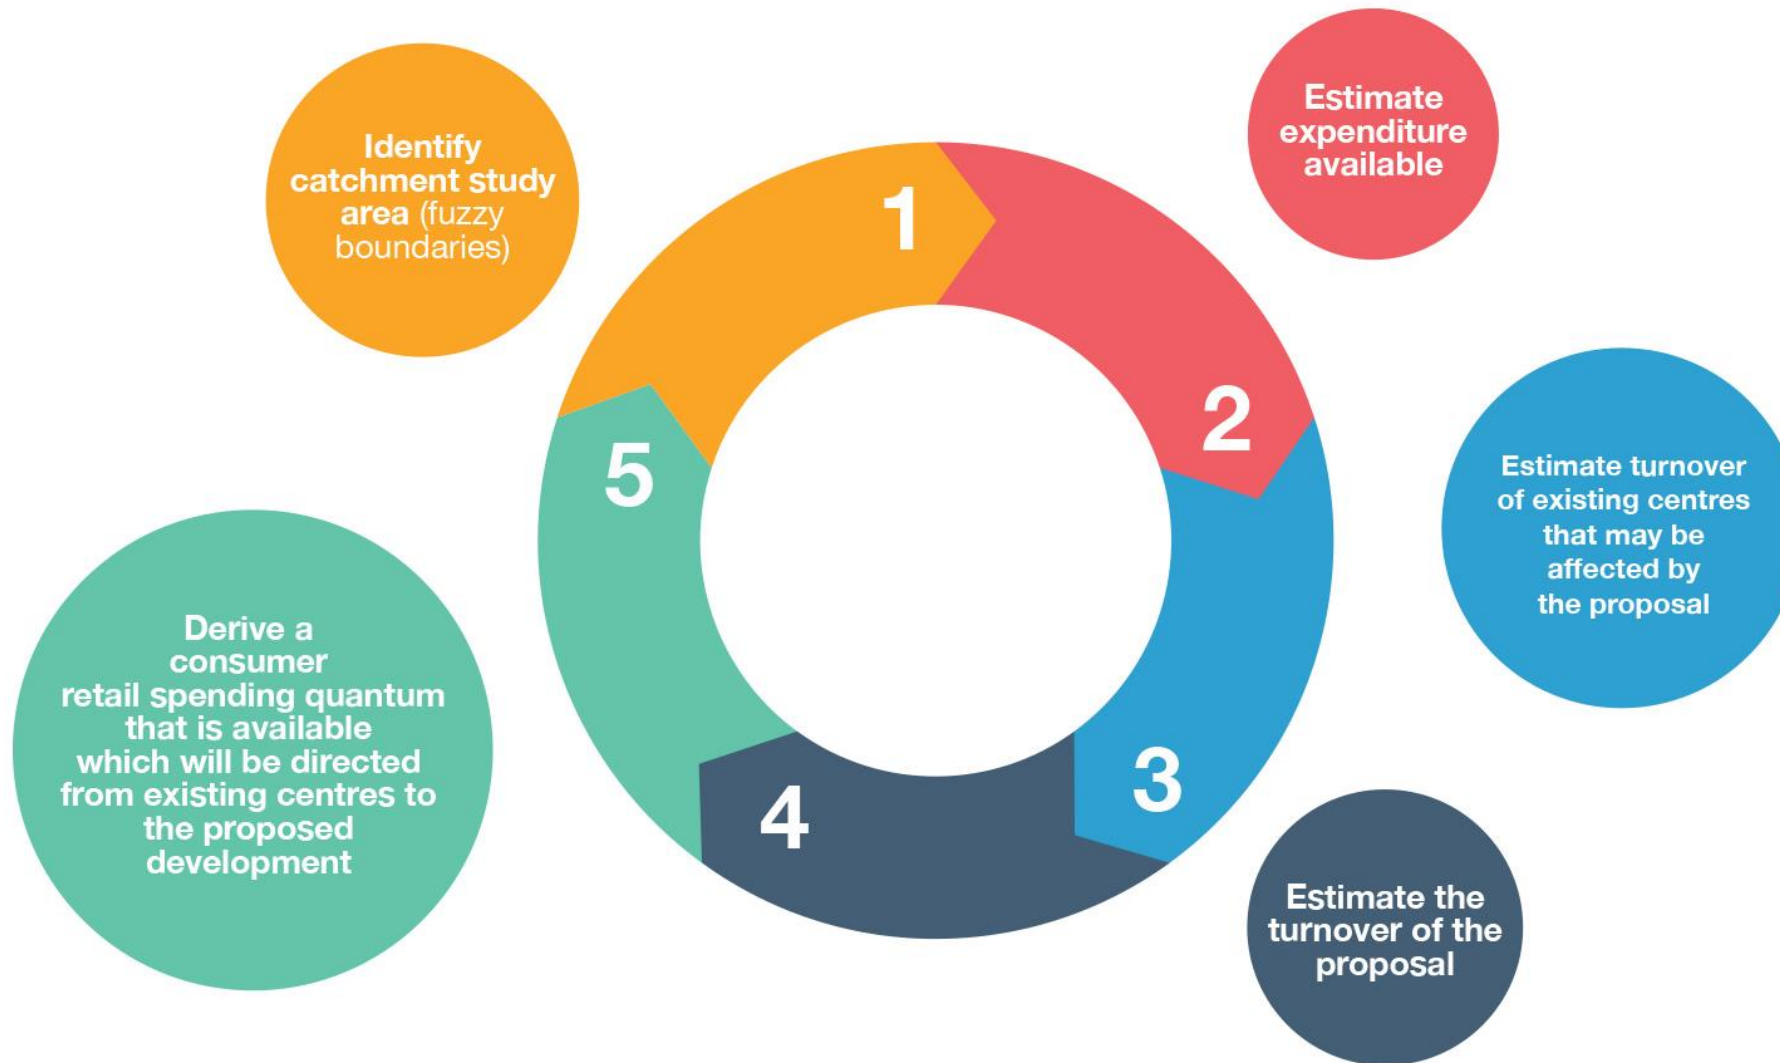 1
Identify
catchment study
area (fuzzy
boundaries)
2
Estimate
expenditure
available
3
Estimate turnover
of existing centres
that may be
affected by
the proposal
4
Estimate the
turnover of the
proposal
5
Derive a
consumer
retail spending quantum
that is available
which will be directed
from existing centres to
the proposed
development